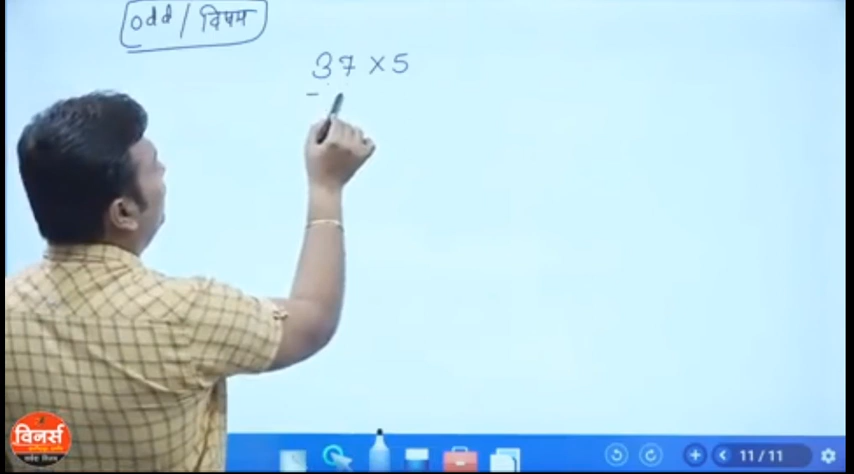 odd / विषम
37 × 5
विनर्स
11 / 11